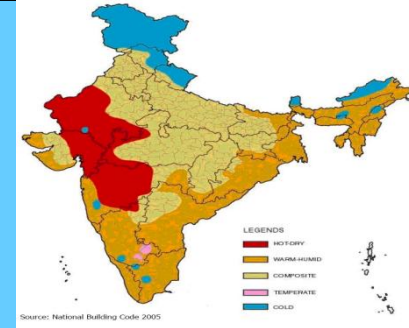 LEGENDS
HOT-DRY
WARM-HUMID
COMPOSITE
TEMPERATE
COLD
Source: National Building Code 2005